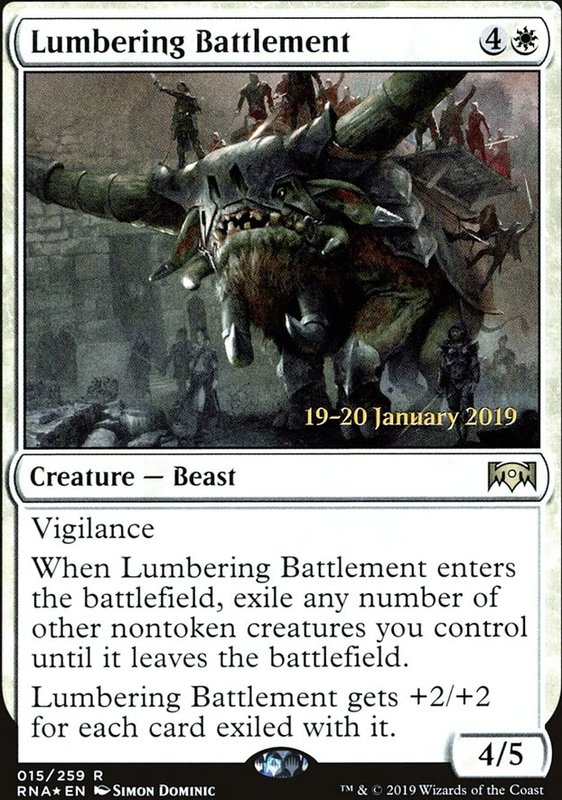 Lumbering Battlement 4
19–20 January 2019
Creature — Beast
Vigilance
When Lumbering Battlement enters
the battlefield, exile any number of
other nontoken creatures you control
until it leaves the battlefield.
Lumbering Battlement gets +2/+2
for each card exiled with it.
4/5
015/259 R
RNA★EN SIMON DOMINIC
™ & © 2019 Wizards of the Coast